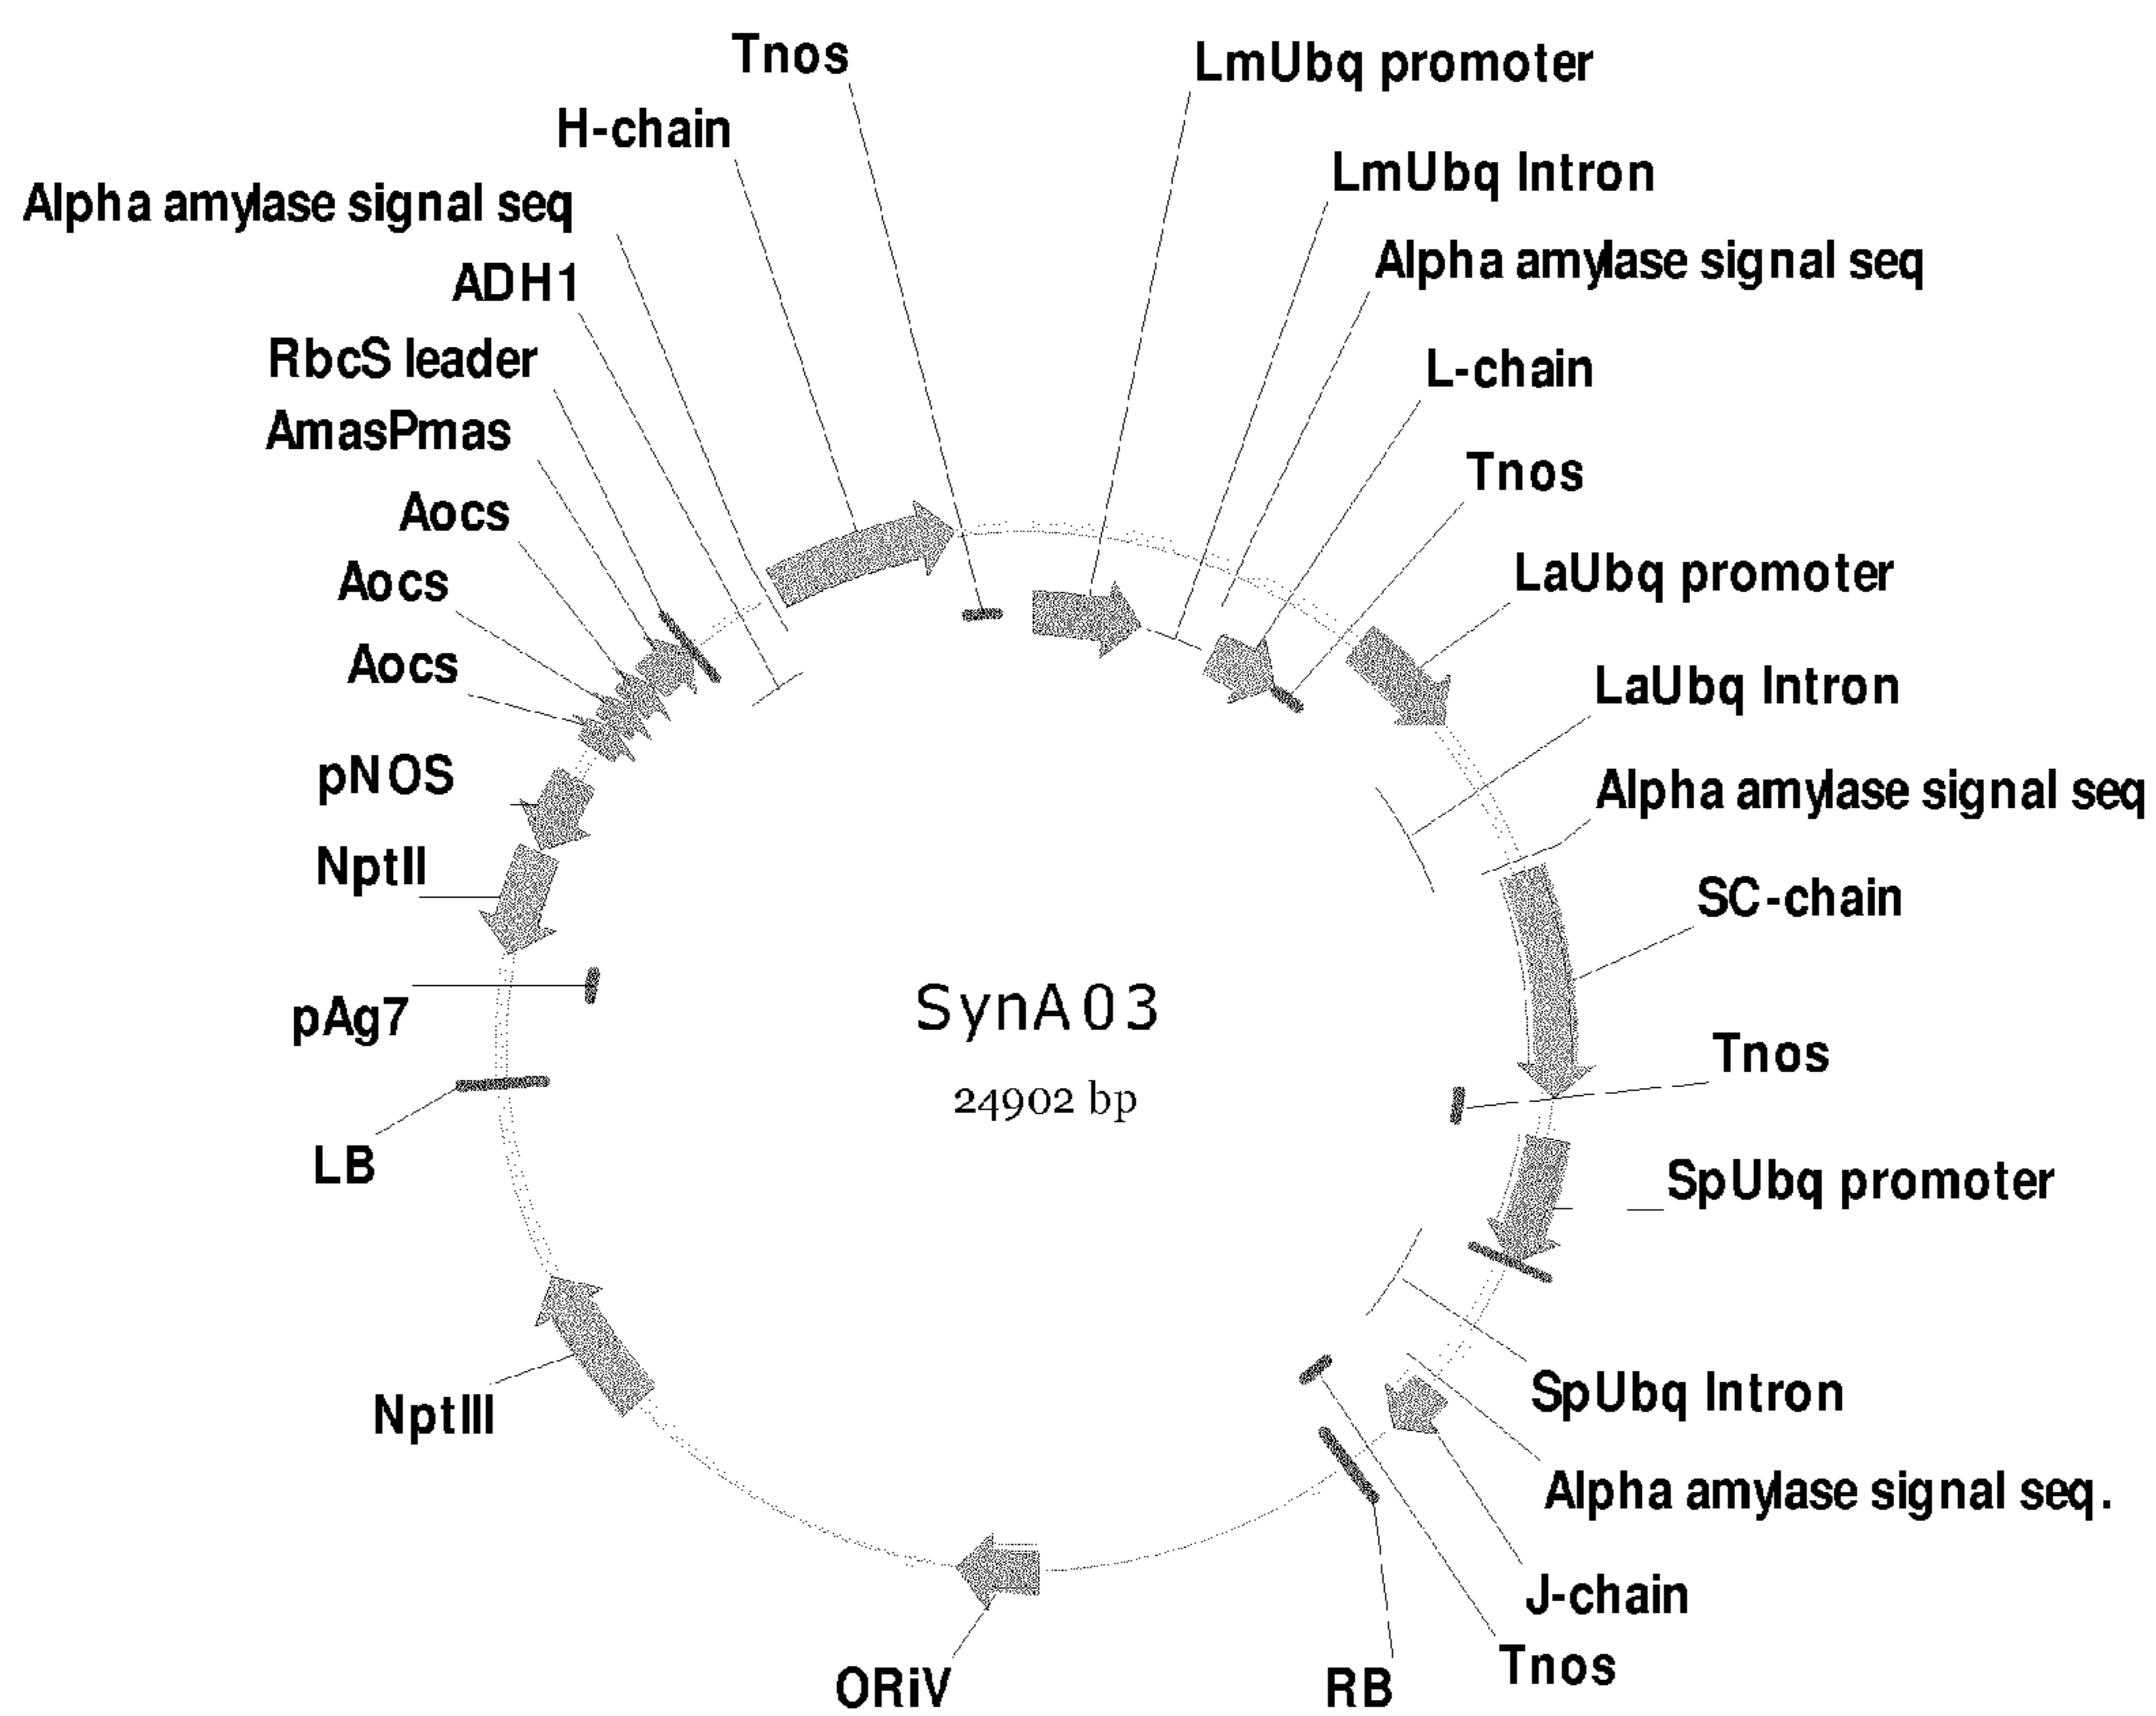 Tnos
LmUbq promoter
H-chain
LmUbq Intron
Alpha amylase signal seq
Alpha amylase signal seq
ADH1
RbcS leader
L-chain
AmasPmas
Tnos
Aocs
LaUbq promoter
Aocs
Aocs
LaUbq Intron
pNOS
Alpha amylase signal seq
NptII
SC-chain
SynA03
pAg7
Tnos
24902 bp
LB
SpUbq promoter
SpUbq Intron
NptIII
Alpha amylase signal seq.
J-chain
Tnos
ORiV
RB